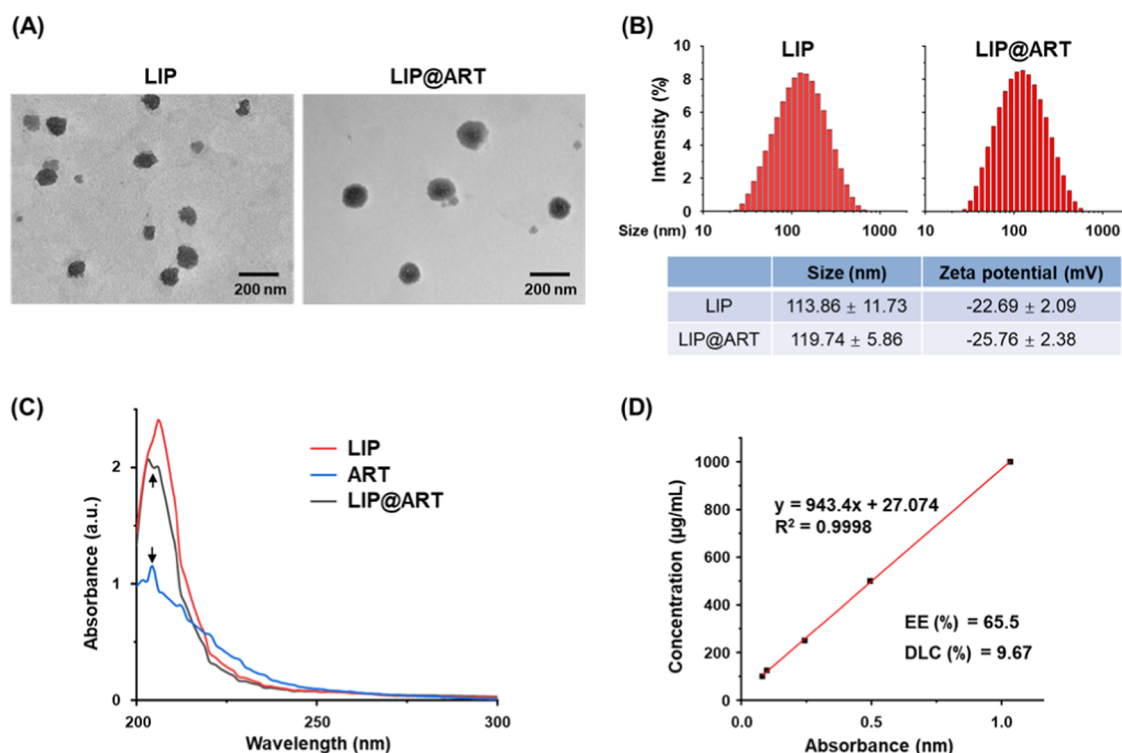 (A)
LIP
LIP@ART
200 nm
200 nm
(B)
LIP
LIP@ART
Intensity (%)
10
8
6
4
2
0
Size (nm)
10
100
1000
10
100
1000
Size (nm) Zeta potential (mV)
LIP 113.86 ± 11.73 -22.69 ± 2.09
LIP@ART 119.74 ± 5.86 -25.76 ± 2.38
(C)
Absorbance (a.u.)
2
1
0
LIP
ART
LIP@ART
200
250
300
Wavelength (nm)
(D)
Concentration (µg/mL)
1000
800
600
400
200
0
y = 943.4x + 27.074
R² = 0.9998
EE (%) = 65.5
DLC (%) = 9.67
0.0
0.5
1.0
Absorbance (nm)